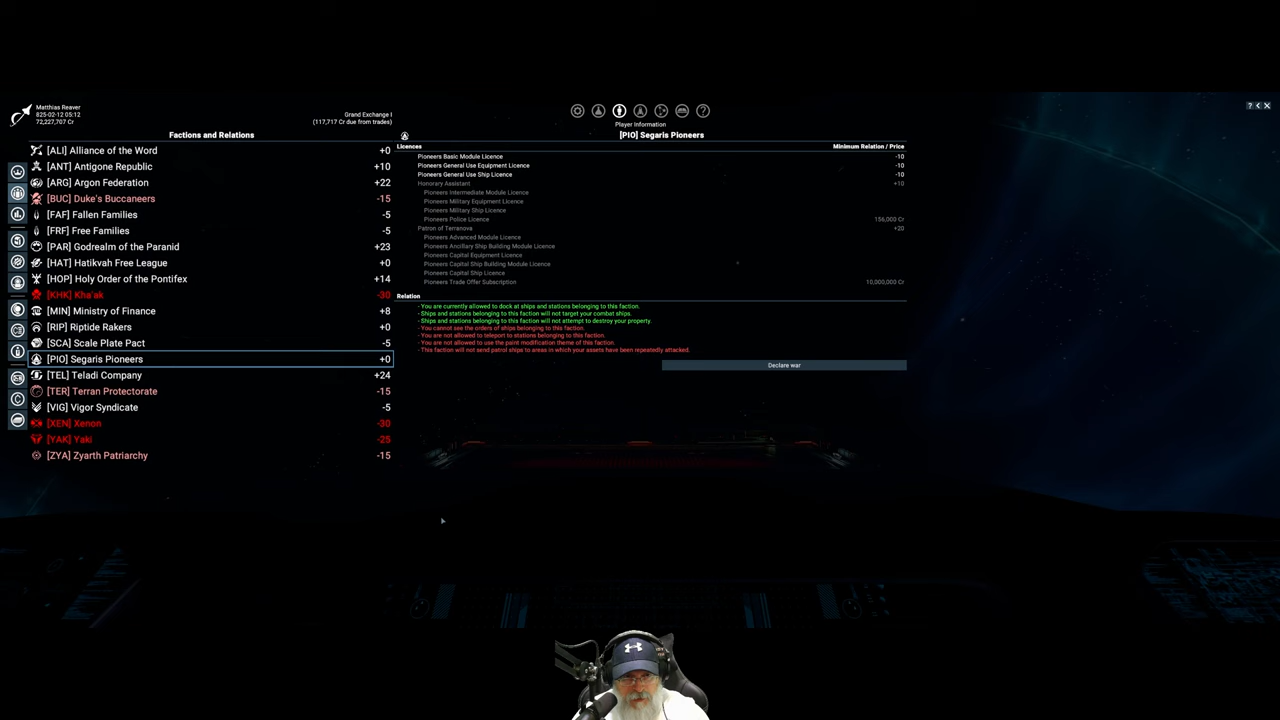 Matthias Reaver
825-02-12 05:12
72,227,707 Cr
Grand Exchange I
(117,717 Cr due from trades)
Factions and Relations
[ALI] Alliance of the Word +0
[ANT] Antigone Republic +10
[ARG] Argon Federation +22
[BUC] Duke's Buccaneers -15
[FAF] Fallen Families -5
[FRF] Free Families -5
[PAR] Godrealm of the Paranid +23
[HAT] Hatikvah Free League +0
[HOP] Holy Order of the Pontifex +14
[KHK] Kha'ak -30
[MIN] Ministry of Finance +8
[RIP] Riptide Rakers +0
[SCA] Scale Plate Pact -5
[PIO] Segaris Pioneers +0
[TEL] Teladi Company +24
[TER] Terran Protectorate -15
[VIG] Vigor Syndicate -5
[XEN] Xenon -30
[YAK] Yaki -25
[ZYA] Zyarth Patriarchy -15
?
Player Information
[PIO] Segaris Pioneers
Licences Minimum Relation / Price
Pioneers Basic Module Licence -10
Pioneers General Use Equipment Licence -10
Pioneers General Use Ship Licence -10
Honorary Assistant +10
Pioneers Intermediate Module Licence
Pioneers Military Equipment Licence
Pioneers Military Ship Licence
Pioneers Police Licence 156,000 Cr
Patron of Terranova +20
Pioneers Advanced Module Licence
Pioneers Ancillary Ship Building Module Licence
Pioneers Capital Equipment Licence
Pioneers Capital Ship Building Module Licence
Pioneers Capital Ship Licence
Pioneers Trade Offer Subscription 10,000,000 Cr
Relation
- You are currently allowed to dock at ships and stations belonging to this faction.
- Ships and stations belonging to this faction will not target your combat ships.
- Ships and stations belonging to this faction will not attempt to destroy your property.
- You cannot see the orders of ships belonging to this faction.
- You are not allowed to teleport to stations belonging to this faction.
- You are not allowed to use the paint modification theme of this faction.
- This faction will not send patrol ships to areas in which your assets have been repeatedly attacked.
Declare war
? < X